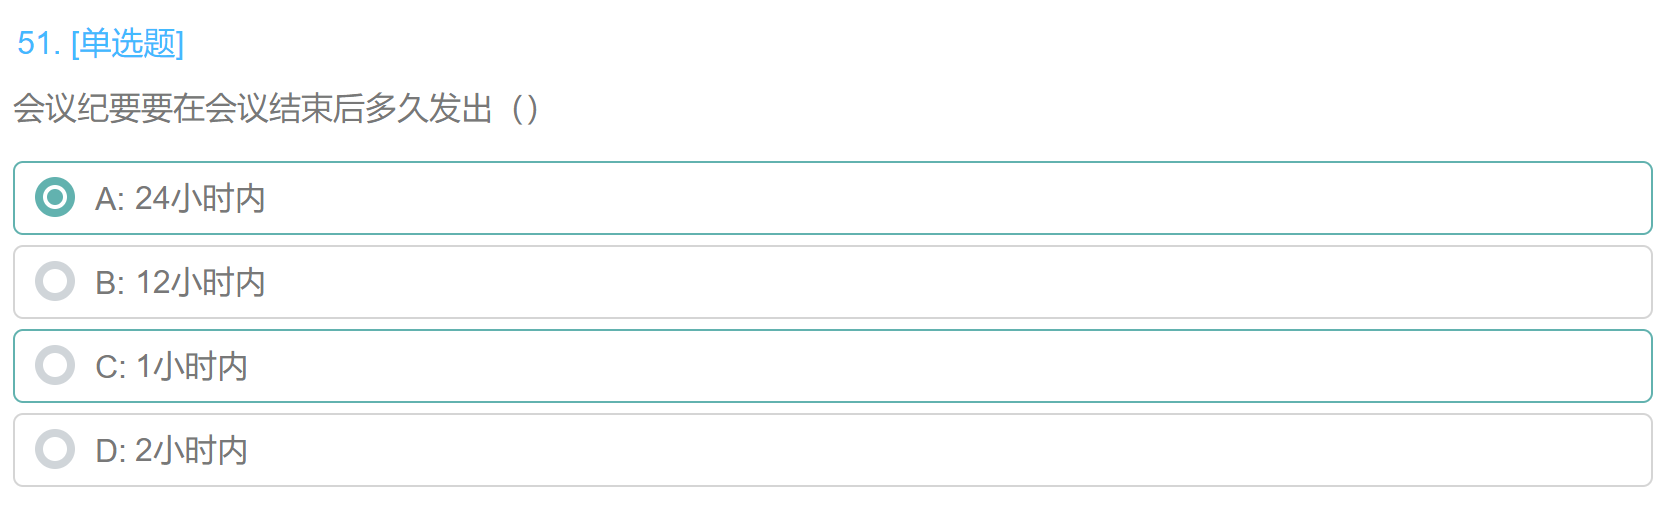 51. [单选题]
会议纪要要在会议结束后多久发出（）
A: 24小时内
B: 12小时内
C: 1小时内
D: 2小时内